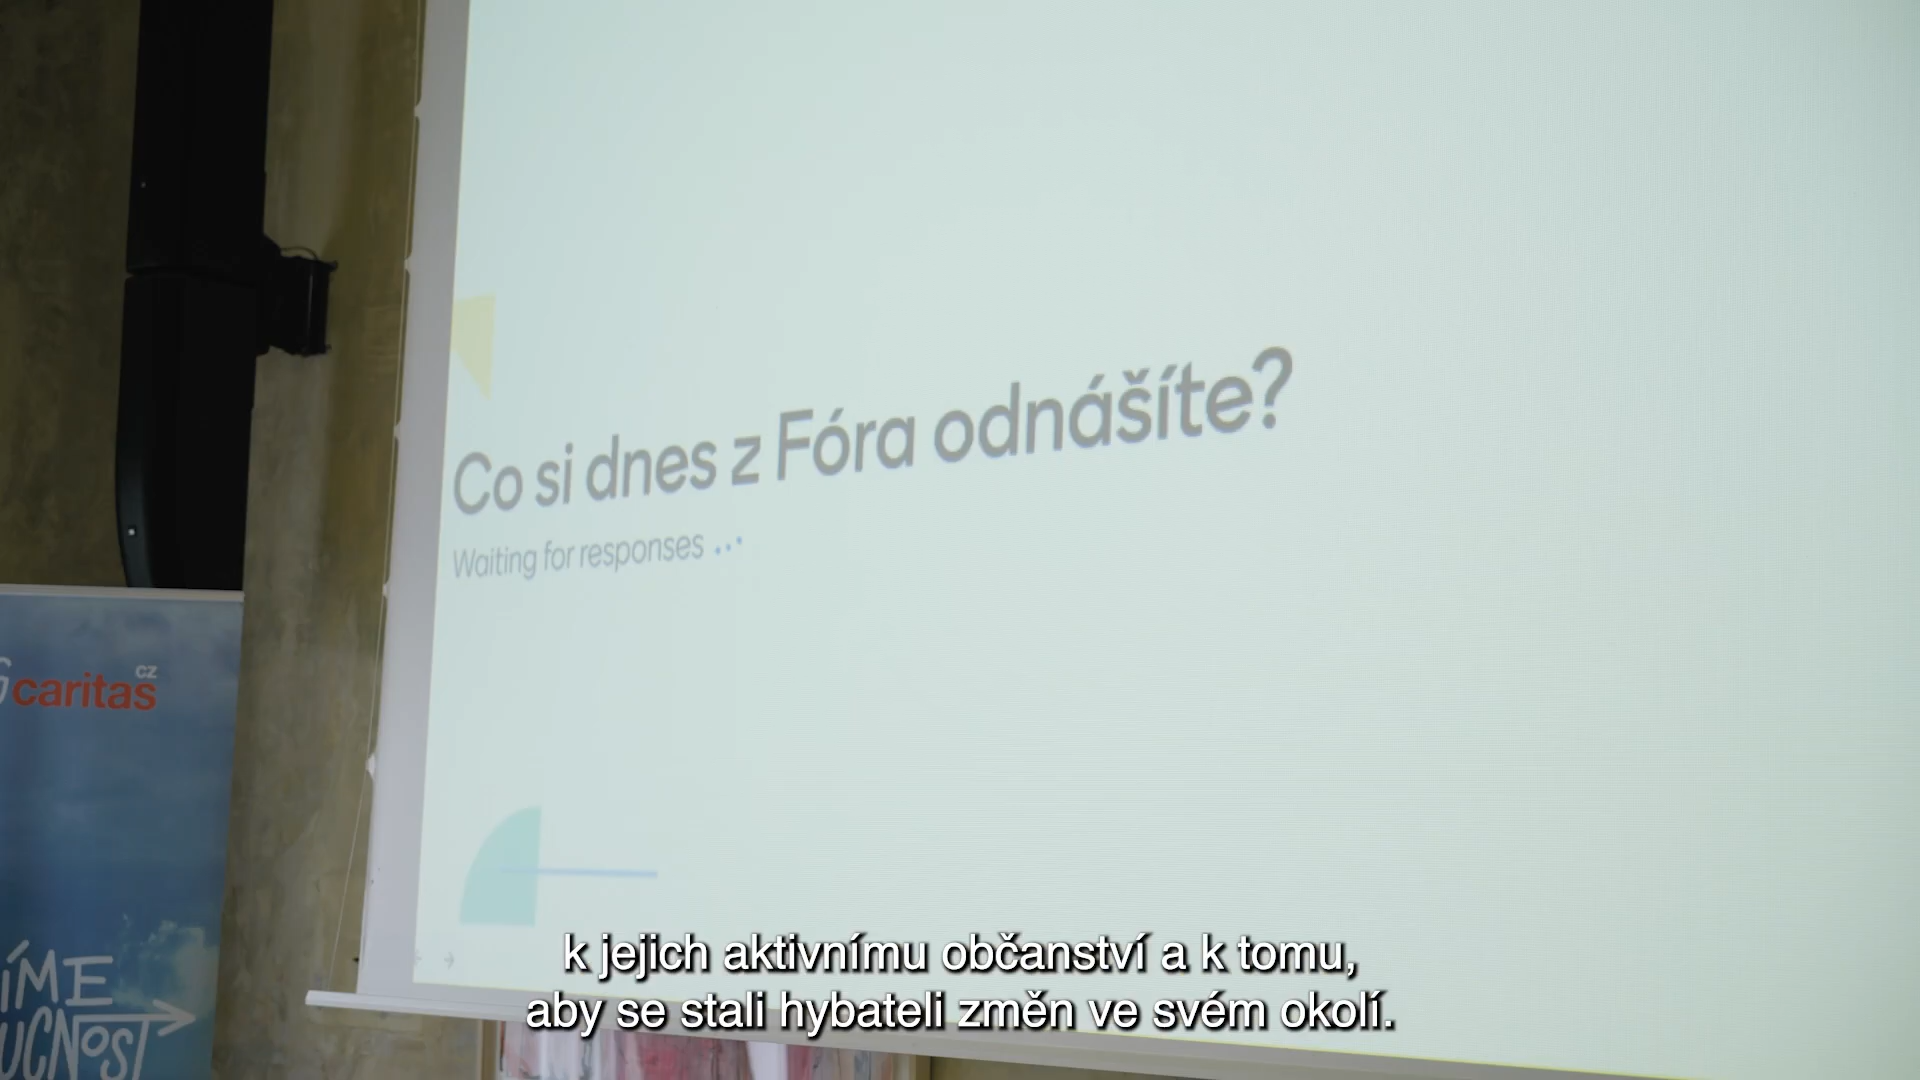 Co si dnes z Fóra odnášíte?
Waiting for responses ...
cz
caritas
k jejich aktivnímu občanství a k tomu,
aby se stali hybateli změn ve svém okolí.